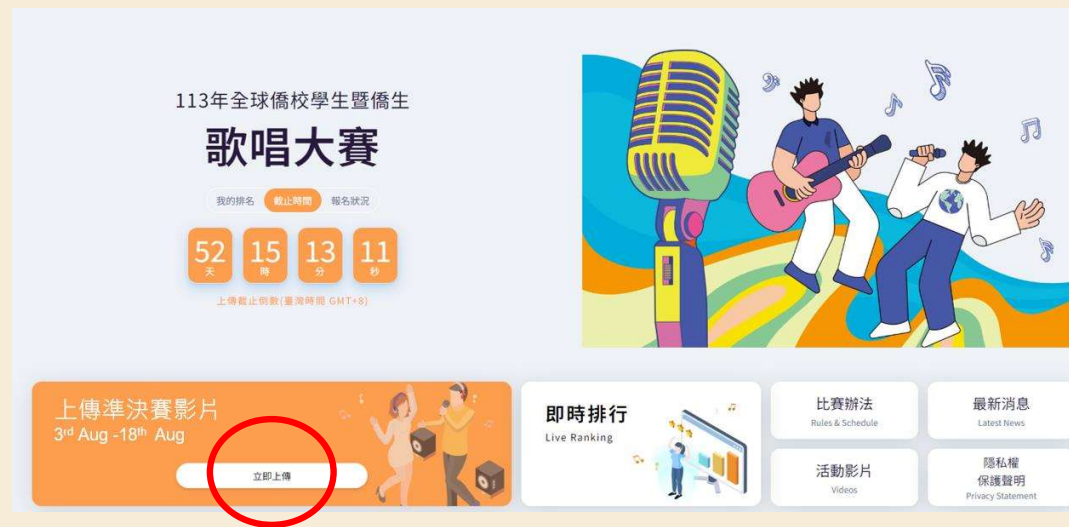 113年全球僑校學生暨僑生
歌唱大賽
我的排名 截止時間 報名狀況
52 15 13 11
天 時 分 秒
上傳截止倒數(臺灣時間 GMT+8)
上傳準決賽影片
3rd Aug -18th Aug
立即上傳
即時排行
Live Ranking
比賽辦法
Rules & Schedule
最新消息
Latest News
活動影片
Videos
隱私權
保護聲明
Privacy Statement